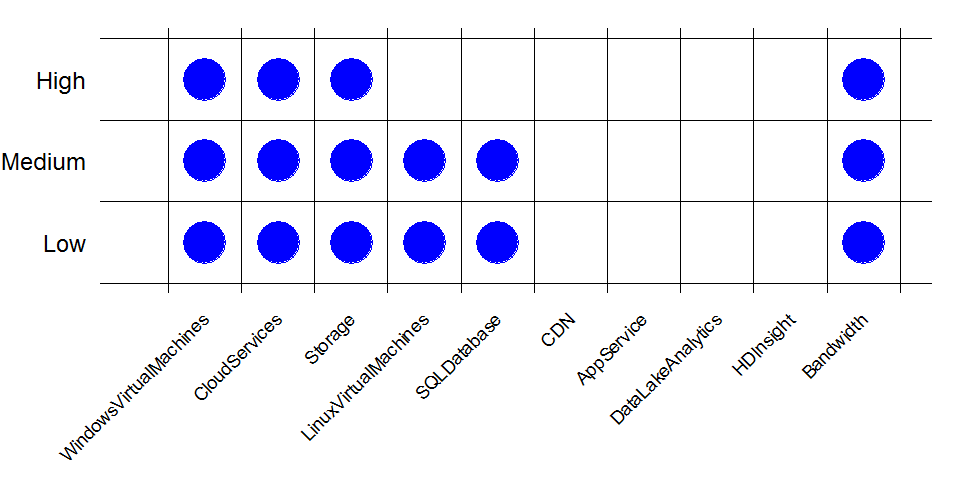 High
Medium
Low
WindowsVirtualMachines
CloudServices
Storage
LinuxVirtualMachines
SQLDatabase
CDN
AppService
DataLakeAnalytics
HDInsight
Bandwidth